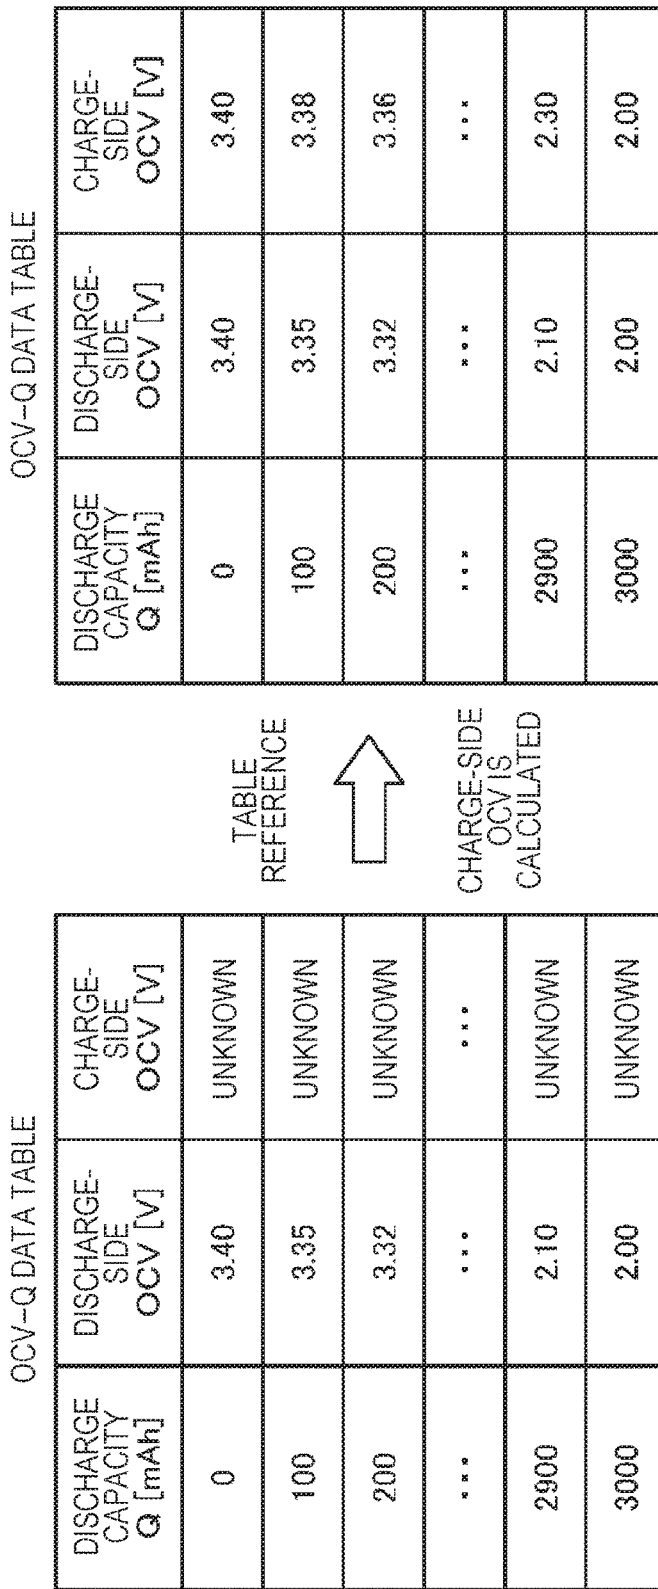 OCV–Q DATA TABLE
DISCHARGE
CAPACITY
Q [mAh]
DISCHARGE-
SIDE
OCV [V]
CHARGE-
SIDE
OCV [V]
0
3.40
UNKNOWN
100
3.35
UNKNOWN
200
3.32
UNKNOWN
...
...
...
2900
2.10
UNKNOWN
3000
2.00
UNKNOWN
TABLE
REFERENCE
CHARGE-SIDE
OCV IS
CALCULATED
OCV–Q DATA TABLE
DISCHARGE
CAPACITY
Q [mAh]
DISCHARGE-
SIDE
OCV [V]
CHARGE-
SIDE
OCV [V]
0
3.40
3.40
100
3.35
3.38
200
3.32
3.36
...
...
...
2900
2.10
2.30
3000
2.00
2.00